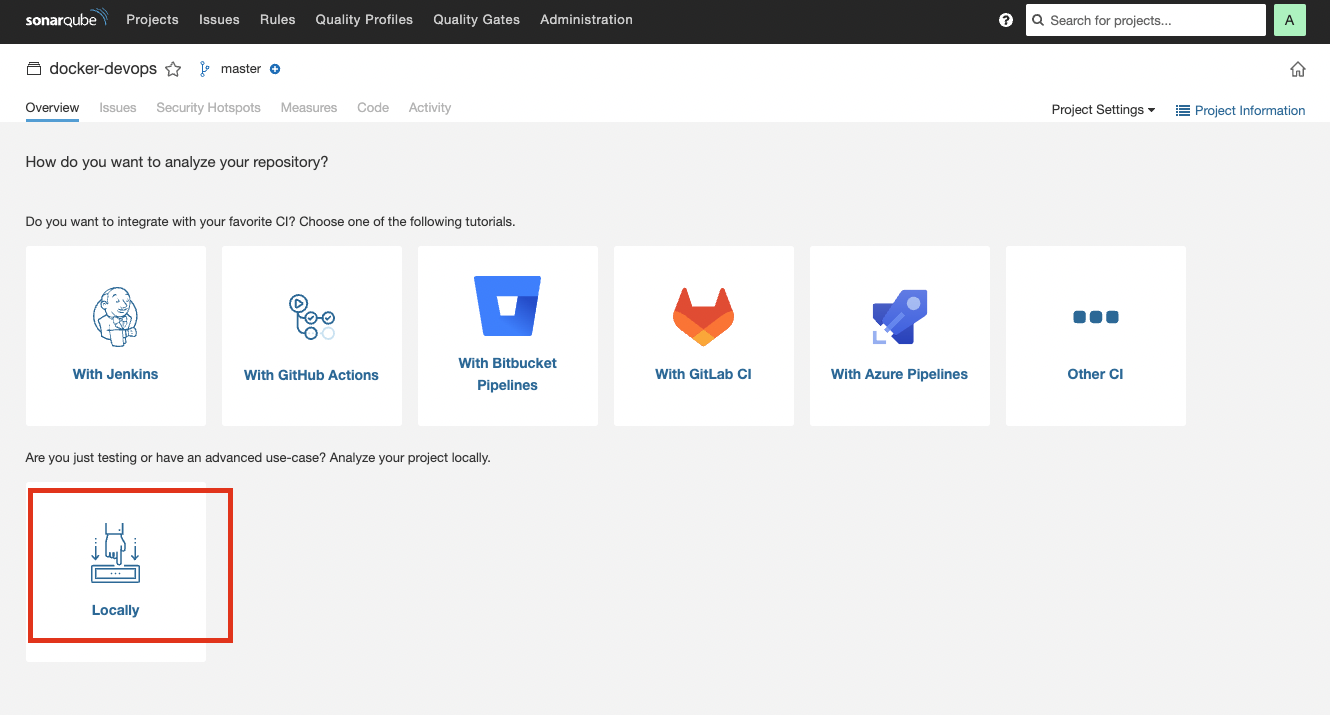 sonarqube Projects Issues Rules Quality Profiles Quality Gates Administration ? Search for projects... A
docker-devops master
Overview Issues Security Hotspots Measures Code Activity Project Settings Project Information
How do you want to analyze your repository?
Do you want to integrate with your favorite CI? Choose one of the following tutorials.
With Jenkins
With GitHub Actions
With Bitbucket
Pipelines
With GitLab CI
With Azure Pipelines
Other CI
Are you just testing or have an advanced use-case? Analyze your project locally.
Locally